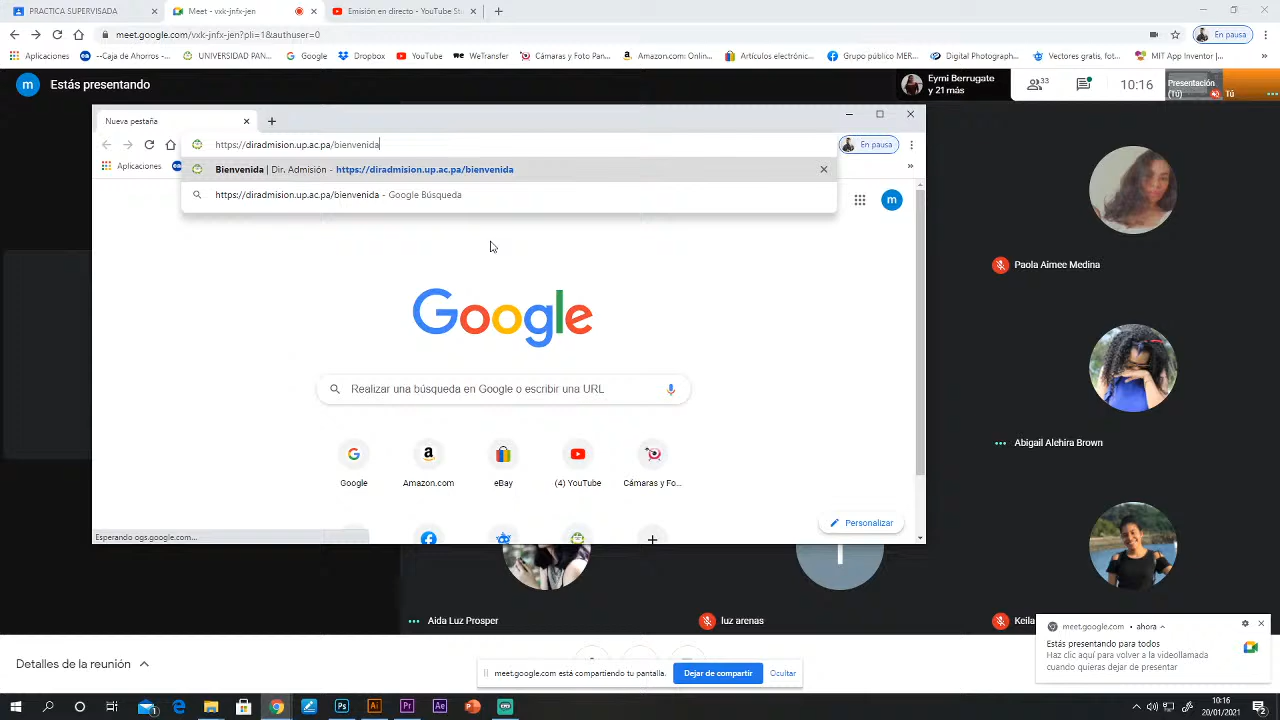 PRACTICA SUPERVISADA
Meet - vxk-jnfx-jen
Emisión en directo - YouTube St
meet.google.com/vxk-jnfx-jen?pli=1&authuser=0
En pausa
Aplicaciones
--Caja de Ahorros -...
UNIVERSIDAD PAN...
Google
Dropbox
YouTube
WeTransfer
Cámaras y Foto Pan...
Amazon.com: Onlin...
Artículos electrónic...
Grupo público MER...
Digital Photograph...
Vectores gratis, fot...
MIT App Inventor |
m
Estás presentando
Eymi Berrugate
y 21 más
33
10:16
Presentación
(Tú)
Tú
Nueva pestaña
https://diradmision.up.ac.pa/bienvenida
En pausa
Aplicaciones
»
Bienvenida | Dir. Admisión - https://diradmision.up.ac.pa/bienvenida
https://diradmision.up.ac.pa/bienvenida - Google Búsqueda
m
Google
Realizar una búsqueda en Google o escribir una URL
Google
Amazon.com
eBay
(4) YouTube
Cámaras y Fo...
Personalizar
Esperando ogs.google.com...
Paola Aimee Medina
Abigail Alehira Brown
Aida Luz Prosper
luz arenas
Keila
meet.google.com • ahora
Estás presentando para todos
Haz clic aquí para volver a la videollamada
cuando quieras dejar de presentar
Detalles de la reunión
meet.google.com está compartiendo tu pantalla.
Dejar de compartir
Ocultar
Ps
Ai
Pr
Ae
10:16
20/01/2021
2